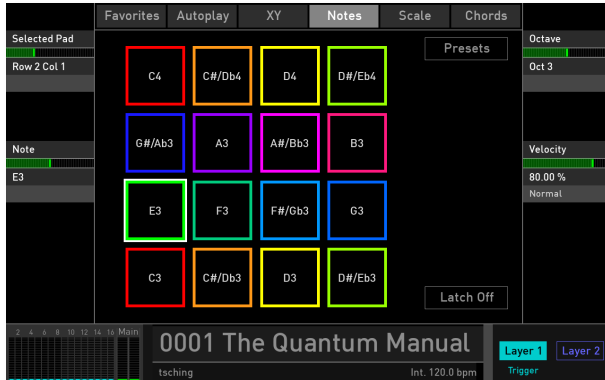 Favorites Autoplay XY Notes Scale Chords
Selected Pad
Row 2 Col 1
Note
E3
C4 C#/Db4 D4 D#/Eb4
G#/Ab3 A3 A#/Bb3 B3
E3 F3 F#/Gb3 G3
C3 C#/Db3 D3 D#/Eb3
Presets
Latch Off
Octave
Oct 3
Velocity
80.00 %
Normal
2 4 6 8 10 12 14 16 Main
0001 The Quantum Manual
tsching Int. 120.0 bpm
Layer 1 Layer 2
Trigger